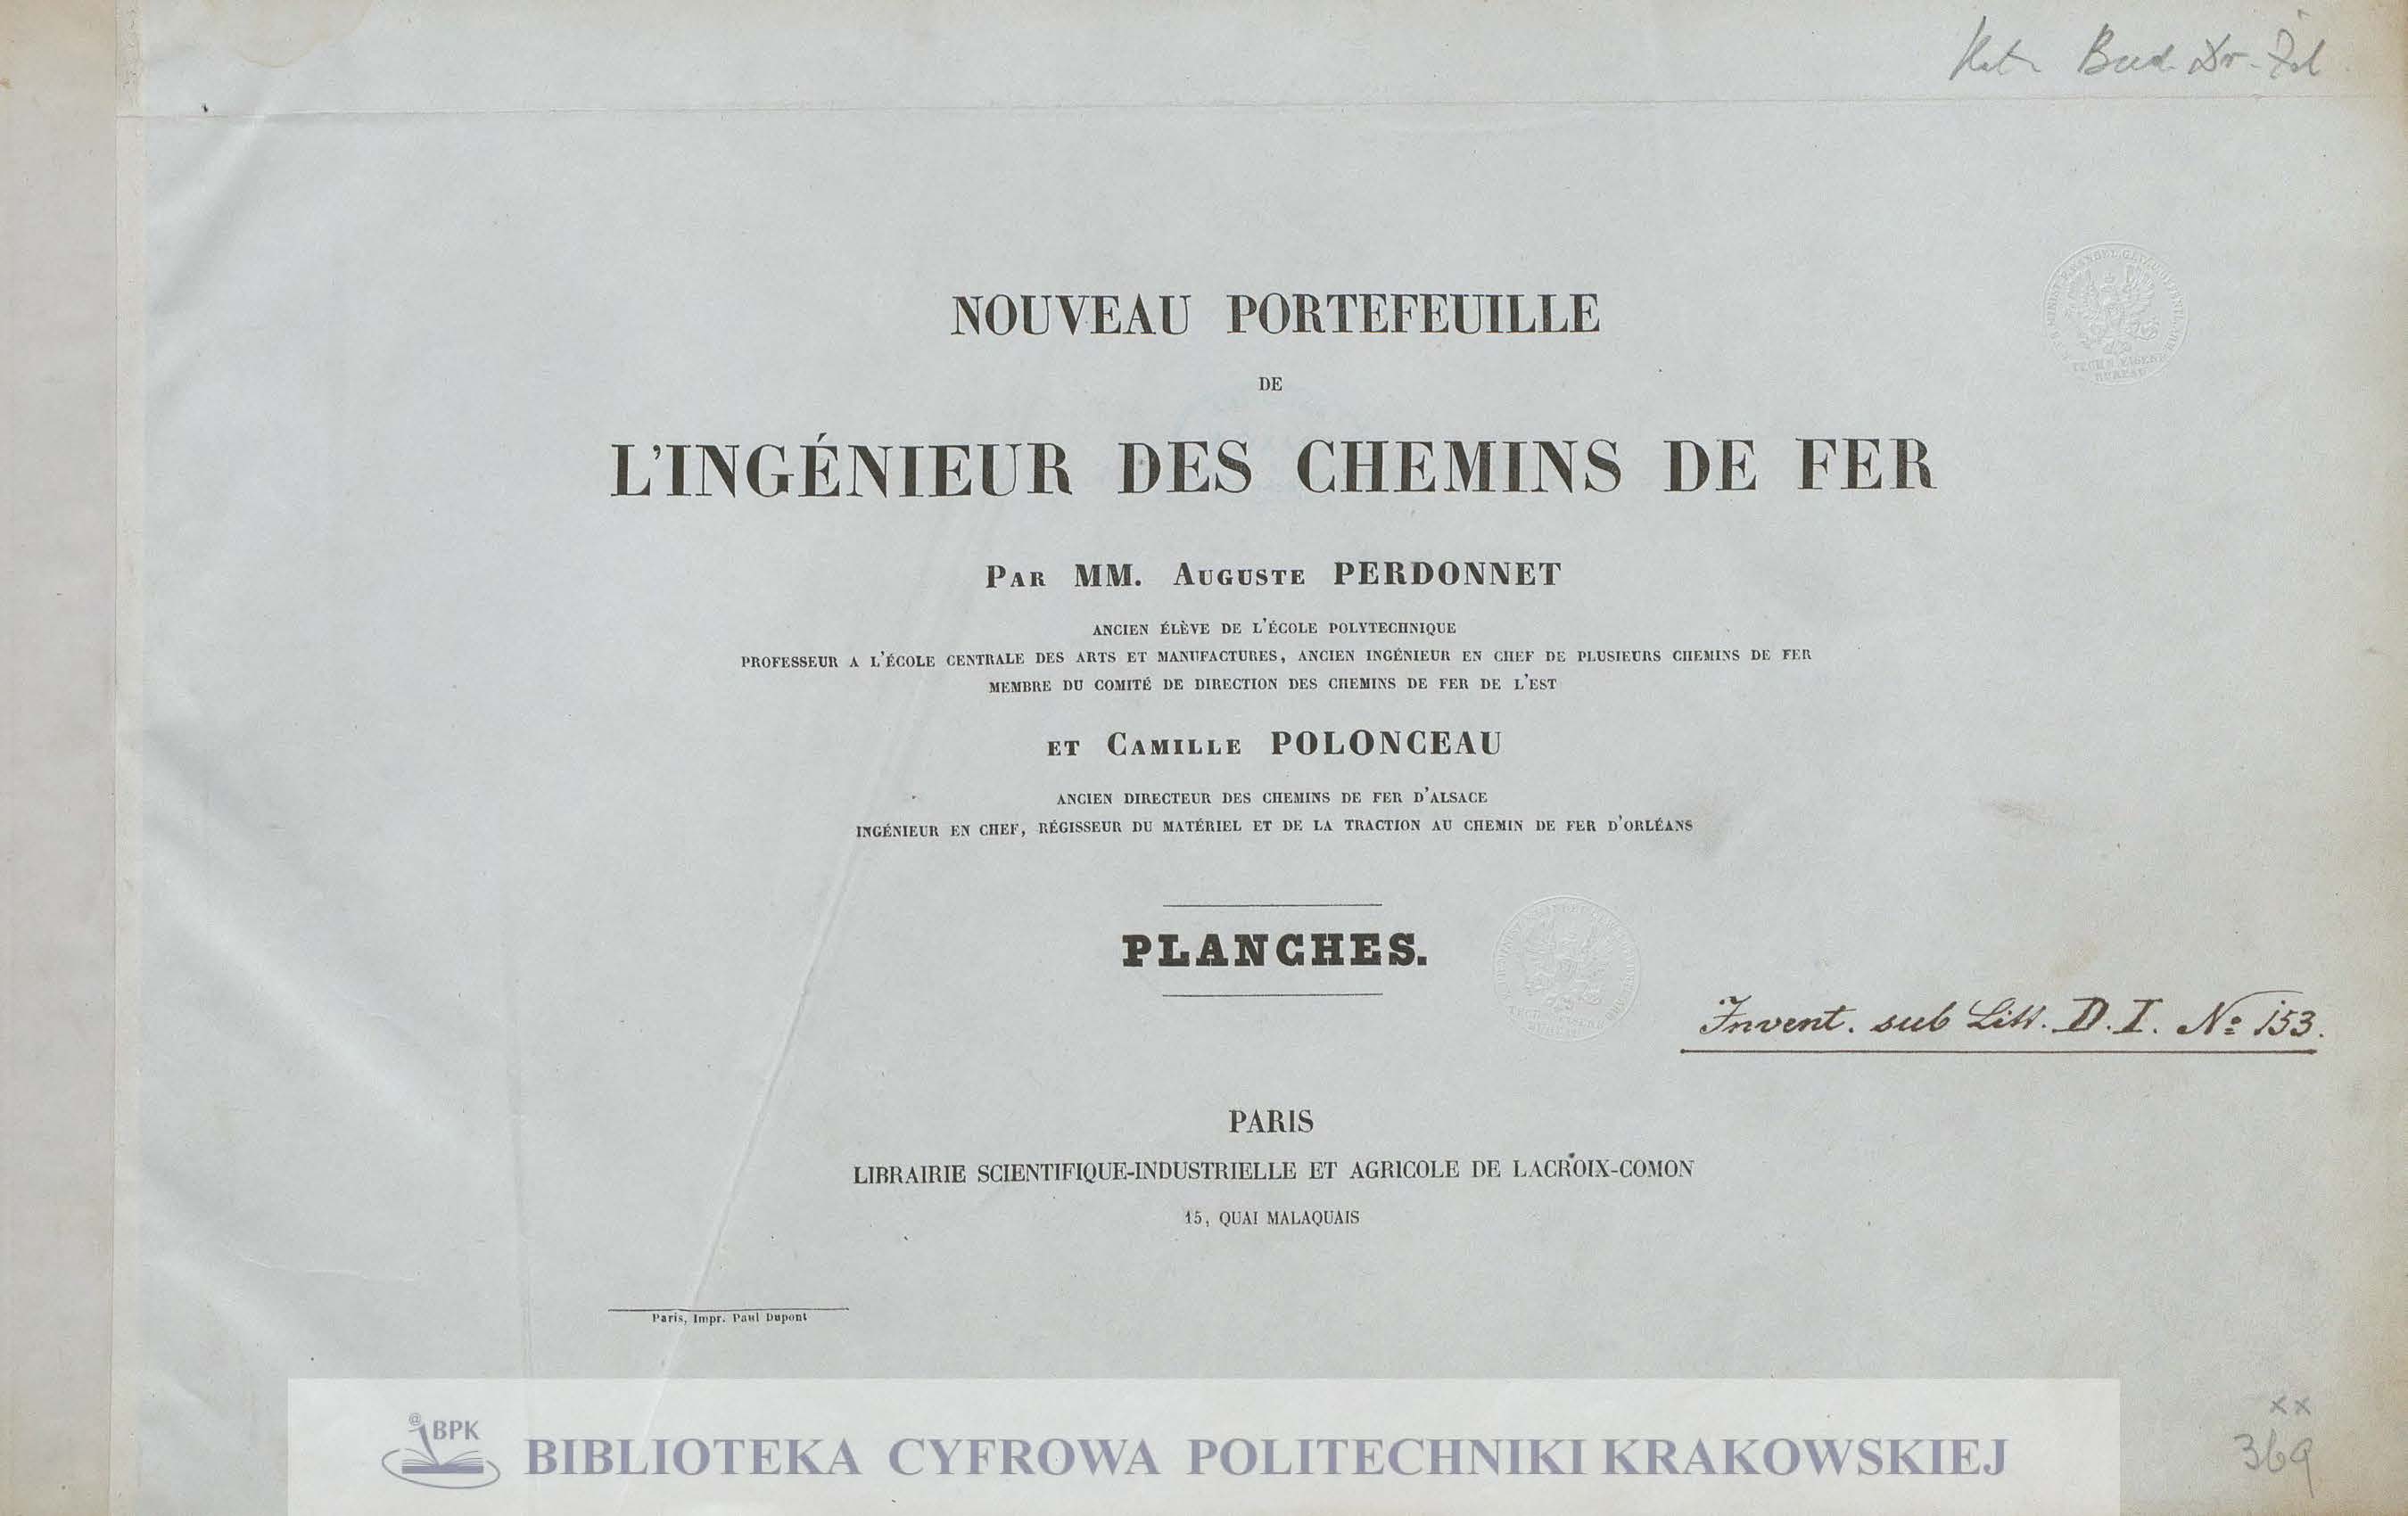 Kat. Bud. Dr. Żel.
NOUVEAU PORTEFEUILLE
DE
L'INGÉNIEUR DES CHEMINS DE FER
PAR MM. AUGUSTE PERDONNET
ANCIEN ÉLÈVE DE L'ÉCOLE POLYTECHNIQUE
PROFESSEUR A L'ÉCOLE CENTRALE DES ARTS ET MANUFACTURES, ANCIEN INGÉNIEUR EN CHEF DE PLUSIEURS CHEMINS DE FER
MEMBRE DU COMITÉ DE DIRECTION DES CHEMINS DE FER DE L'EST
ET CAMILLE POLONCEAU
ANCIEN DIRECTEUR DES CHEMINS DE FER D'ALSACE
INGÉNIEUR EN CHEF, RÉGISSEUR DU MATÉRIEL ET DE LA TRACTION AU CHEMIN DE FER D'ORLÉANS
PLANCHES.
Invent. sub Litt. D. I. No 153.
PARIS
LIBRAIRIE SCIENTIFIQUE-INDUSTRIELLE ET AGRICOLE DE LACROIX-COMON
15, QUAI MALAQUAIS
Paris, Impr. Paul Dupont
xx
369
@ BPK
BIBLIOTEKA CYFROWA POLITECHNIKI KRAKOWSKIEJ